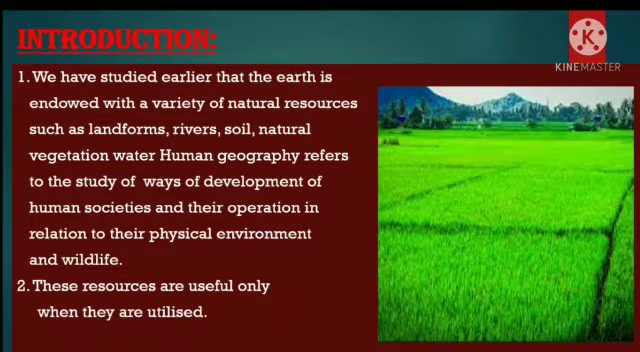 INTRODUCTION:
K
KINEMASTER
1. We have studied earlier that the earth is
endowed with a variety of natural resources
such as landforms, rivers, soil, natural
vegetation water Human geography refers
to the study of ways of development of
human societies and their operation in
relation to their physical environment
and wildlife.
2. These resources are useful only
when they are utilised.